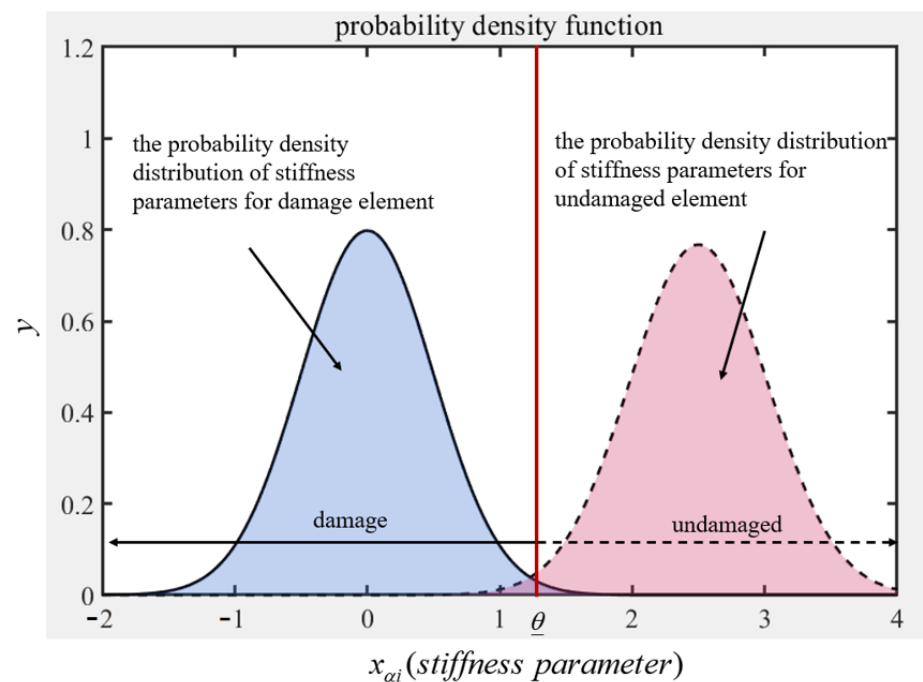 probability density function
1.2
1
0.8
0.6
0.4
0.2
0
y
the probability density
distribution of stiffness
parameters for damage element
the probability density distribution
of stiffness parameters for
undamaged element
damage
undamaged
-2 -1 0 1 θ 2 3 4
xαi(stiffness parameter)